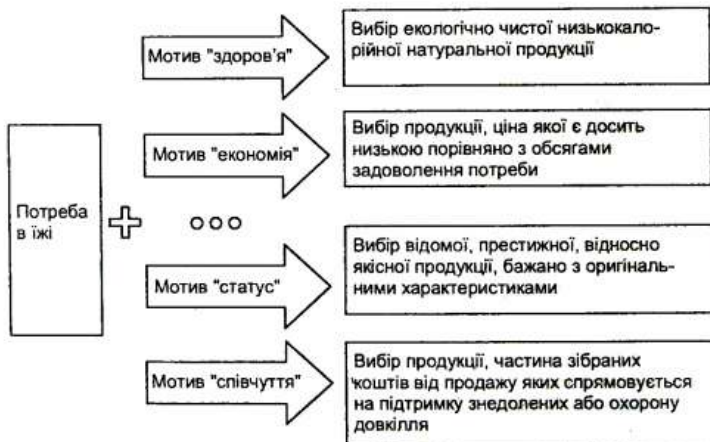 Мотив "здоров'я"
Вибір екологічно чистої низькокало-
рійної натуральної продукції
Мотив "економія"
Вибір продукції, ціна якої є досить
низькою порівняно з обсягами
задоволення потреби
Потреба
в їжі
Мотив "статус"
Вибір відомої, престижної, відносно
якісної продукції, бажано з оригіналь-
ними характеристиками
Мотив "співчуття"
Вибір продукції, частина зібраних
коштів від продажу яких спрямовується
на підтримку знедолених або охорону
довкілля